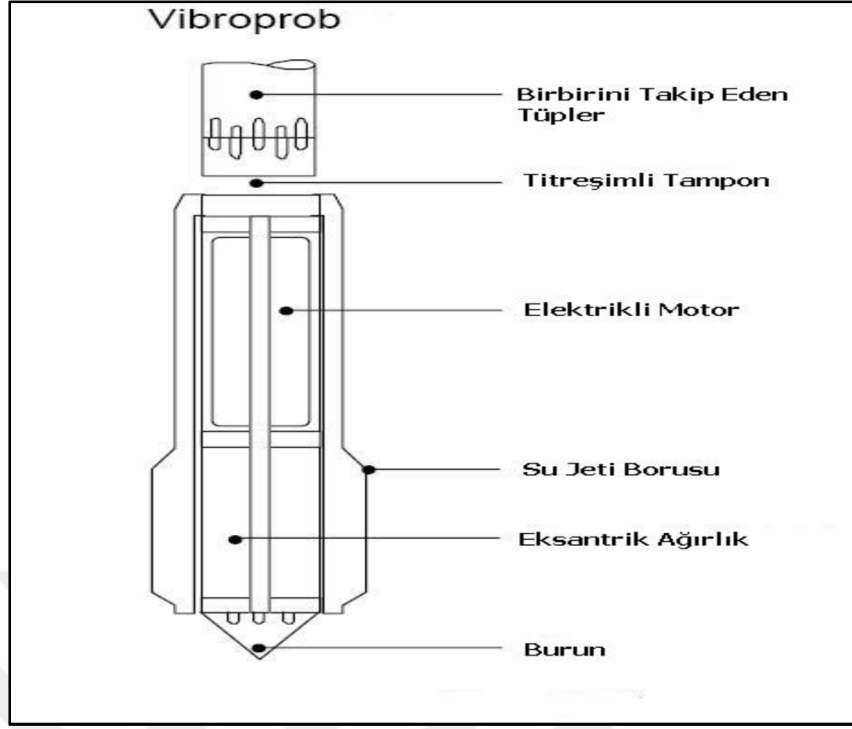 Vibroprob
Birbirini Takip Eden
Tüpler
Titreşimli Tampon
Elektrikli Motor
Su Jeti Borusu
Eksantrik Ağırlık
Burun